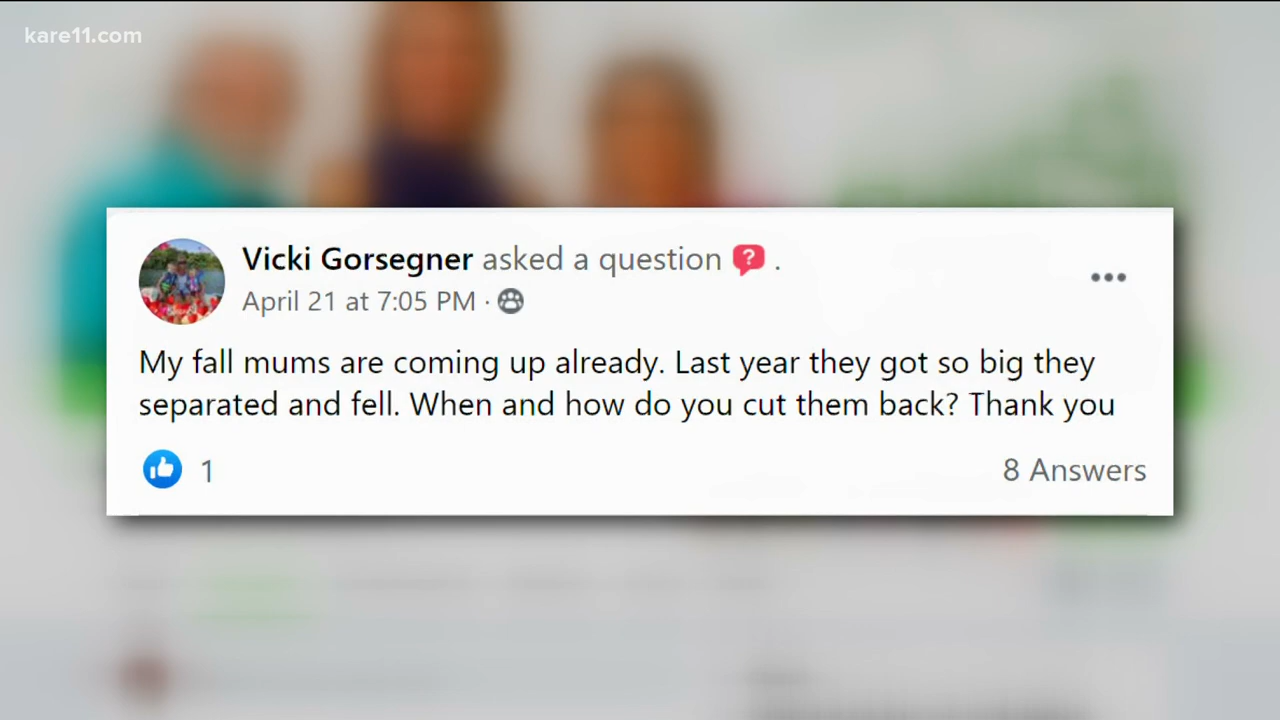 kare11.com
Vicki Gorsegner asked a question .
April 21 at 7:05 PM ·
My fall mums are coming up already. Last year they got so big they
separated and fell. When and how do you cut them back? Thank you
1
8 Answers